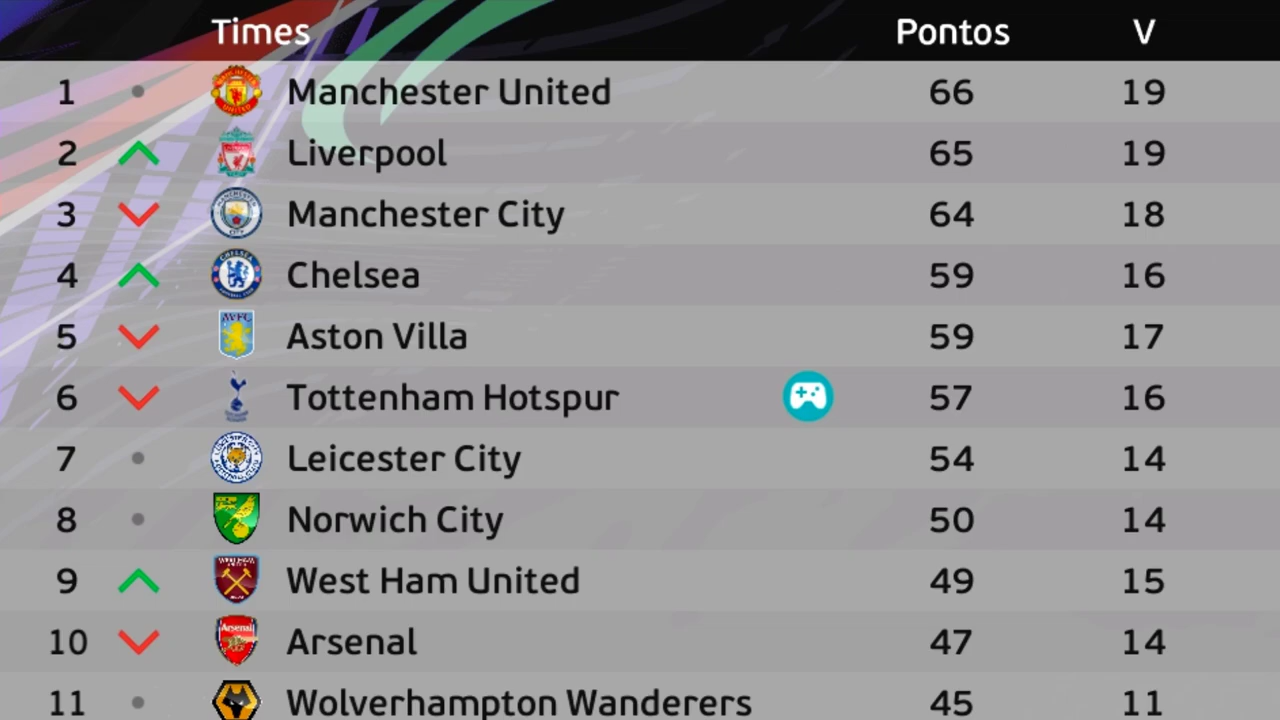 Times Pontos V
1 Manchester United 66 19
2 Liverpool 65 19
3 Manchester City 64 18
4 Chelsea 59 16
5 Aston Villa 59 17
6 Tottenham Hotspur 57 16
7 Leicester City 54 14
8 Norwich City 50 14
9 West Ham United 49 15
10 Arsenal 47 14
11 Wolverhampton Wanderers 45 11